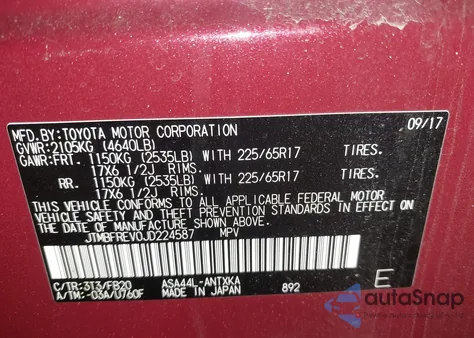 MFD.BY:TOYOTA MOTOR CORPORATION 09/17
GVWR:2105KG (4640LB)
GAWR:FRT. 1150KG (2535LB) WITH 225/65R17 TIRES.
17X6 1/2J RIMS.
RR. 1150KG (2535LB) WITH 225/65R17 TIRES.
17X6 1/2J RIMS.
THIS VEHICLE CONFORMS TO ALL APPLICABLE FEDERAL MOTOR
VEHICLE SAFETY AND THEFT PREVENTION STANDARDS IN EFFECT ON
THE DATE OF MANUFACTURE SHOWN ABOVE.
JTMBFREV0JD224587 MPV
C/TR:3T3/FB20 ASA44L-ANTXKA
A/TM:-03A/U760F MADE IN JAPAN 892
E
autoSnap